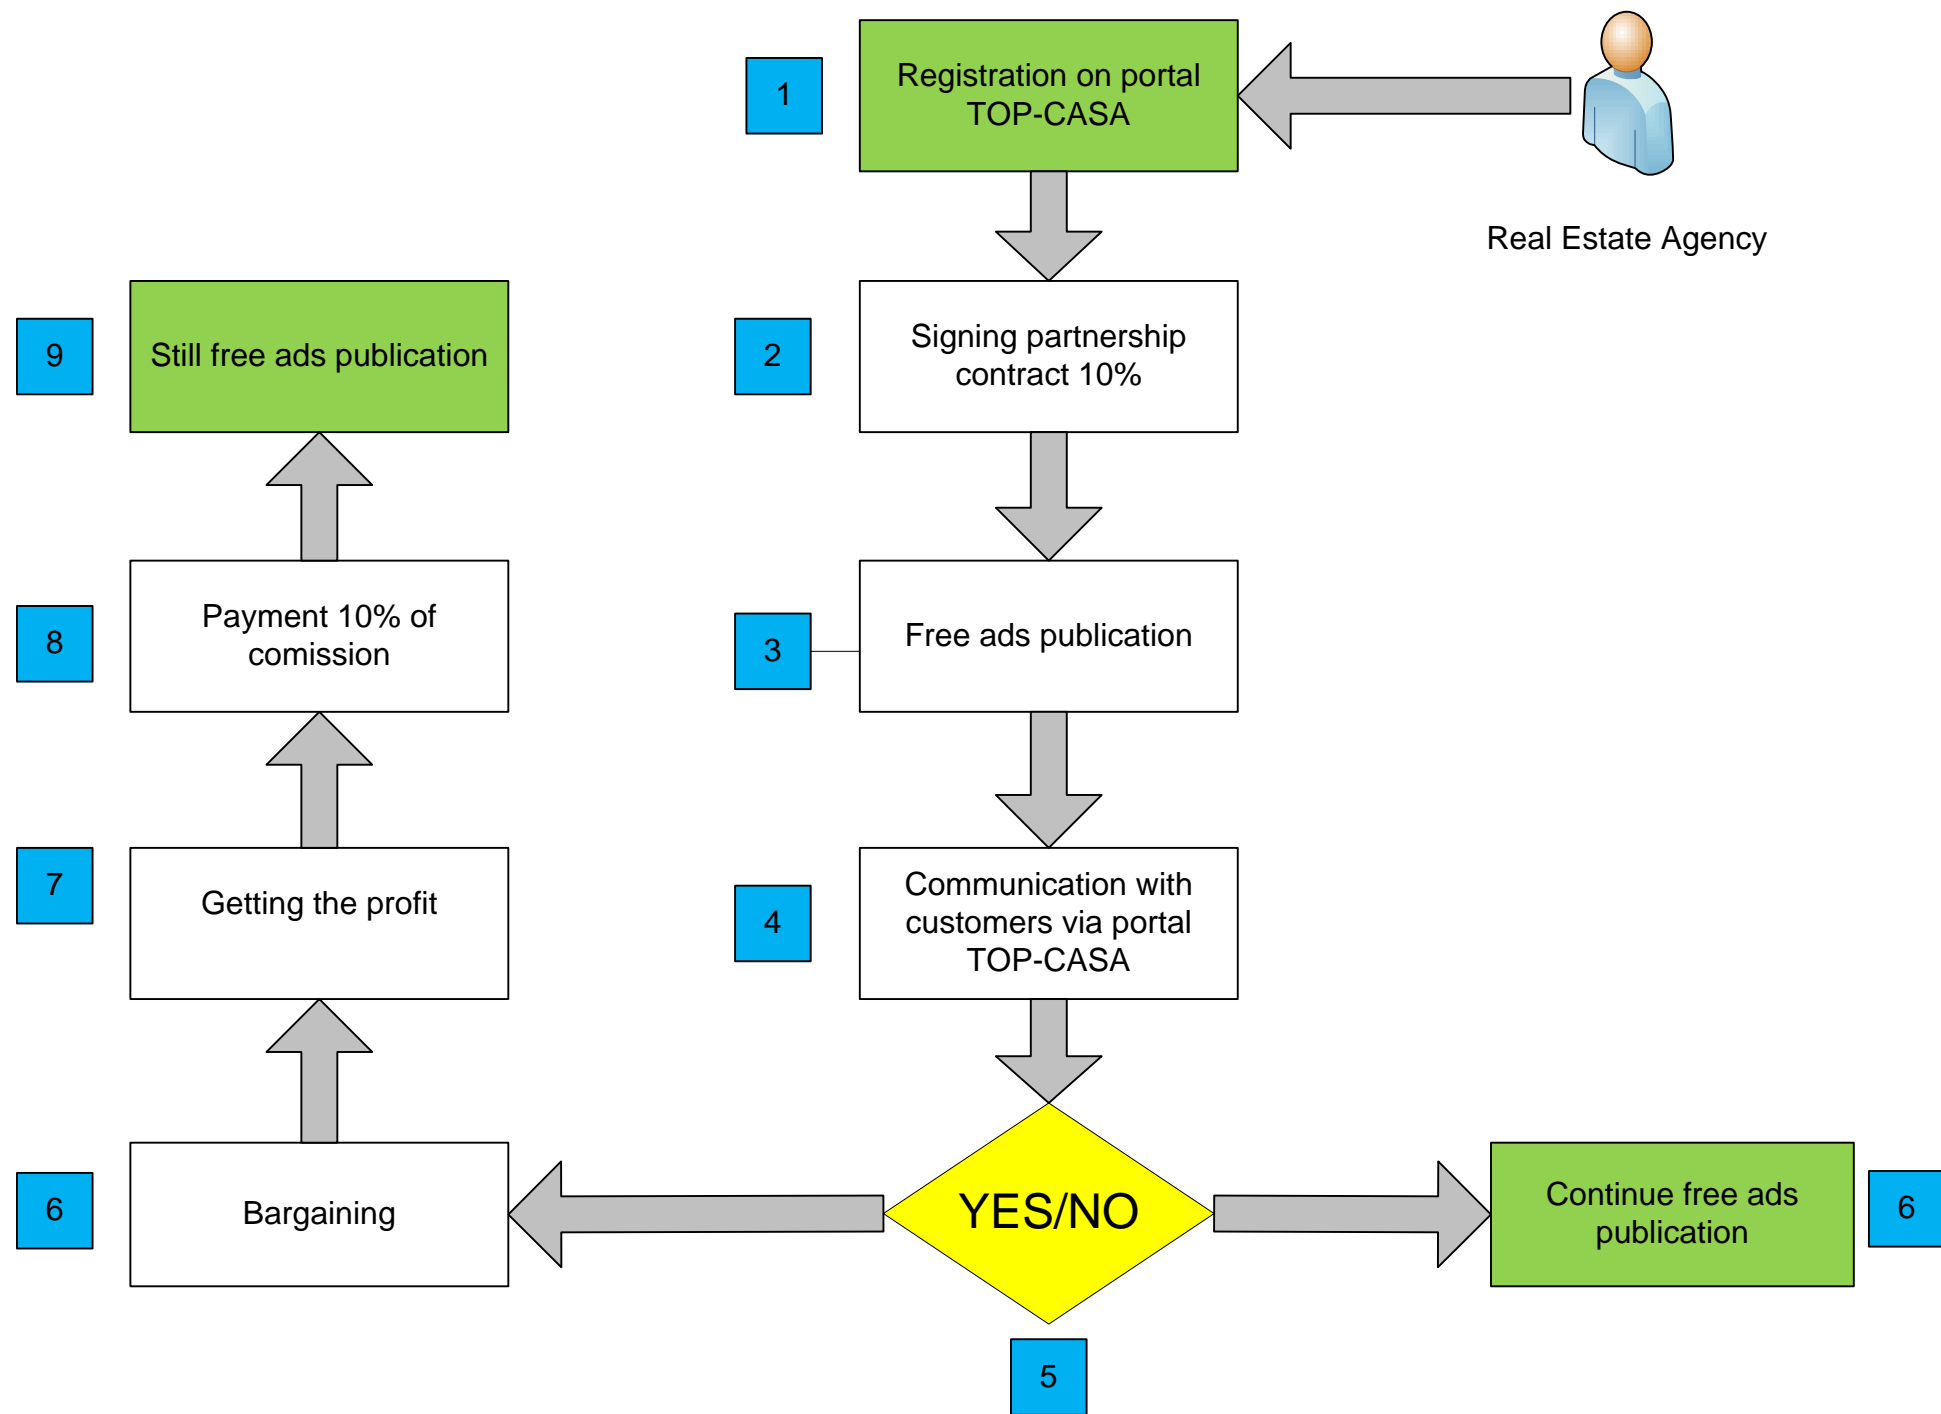 1
Registration on portal
TOP-CASA
Real Estate Agency
9
Still free ads publication
2
Signing partnership
contract 10%
8
Payment 10% of
comission
3
Free ads publication
7
Getting the profit
4
Communication with
customers via portal
TOP-CASA
6
Bargaining
YES/NO
Continue free ads
publication
6
5